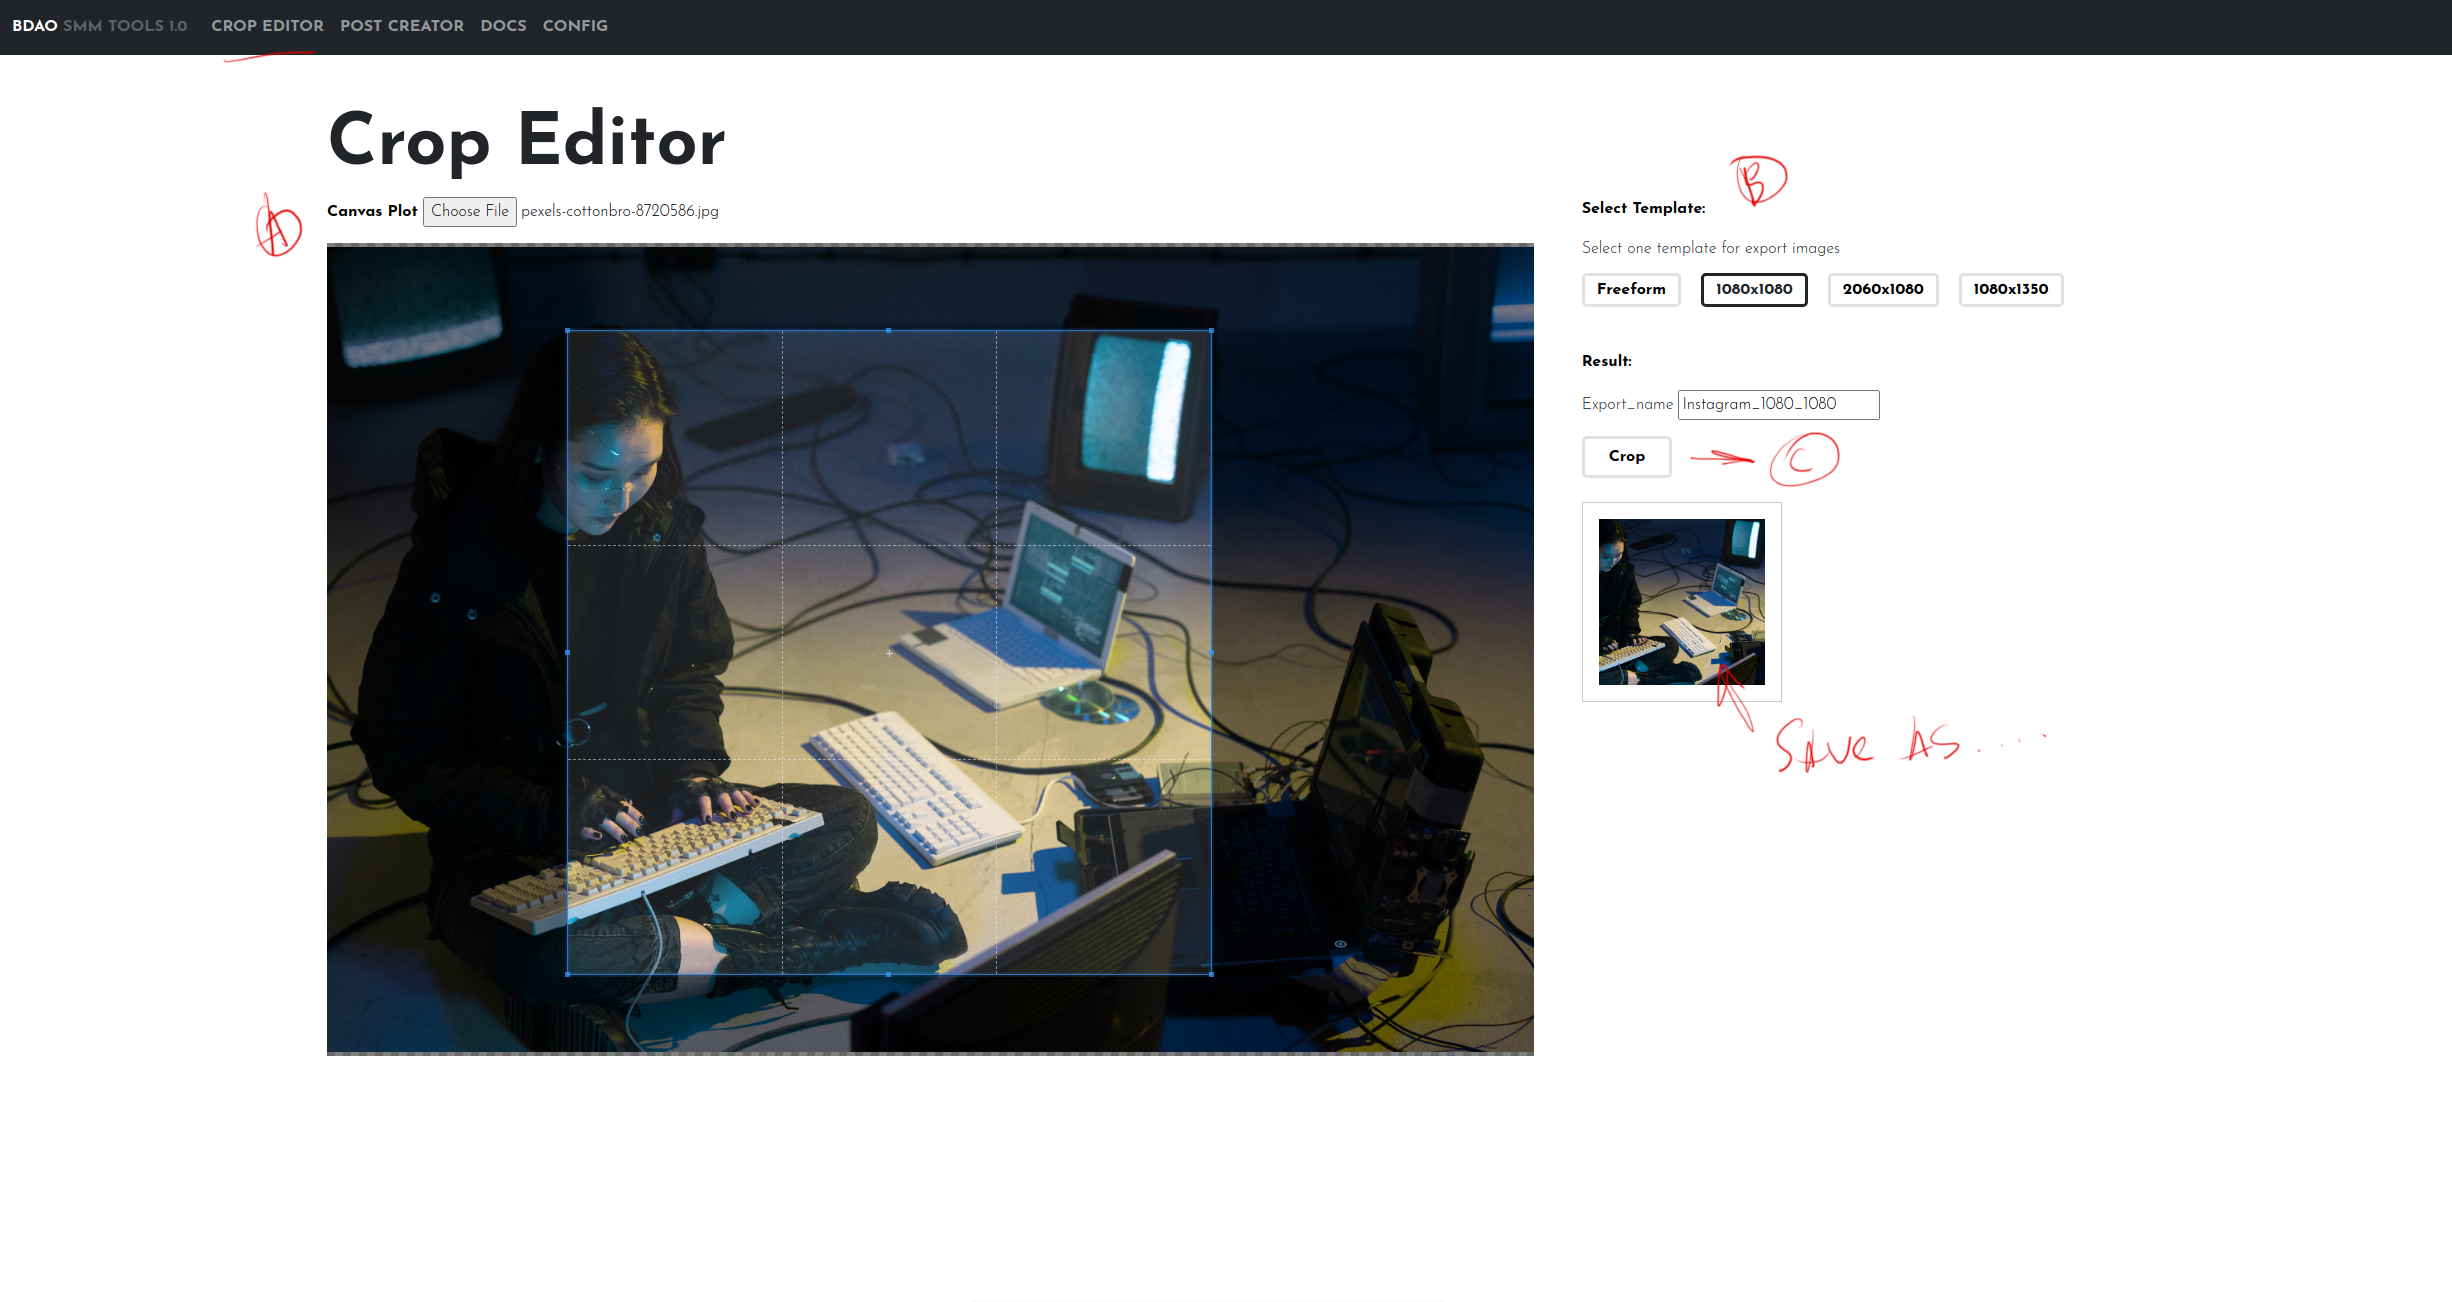 BDAO SMM TOOLS 1.0 CROP EDITOR POST CREATOR DOCS CONFIG
Crop Editor
A
Canvas Plot Choose File pexels-cottonbro-8720586.jpg
B
Select Template:
Select one template for export images
Freeform 1080x1080 2060x1080 1080x1350
Result:
Export_name Instagram_1080_1080
Crop C
SAVE AS.....